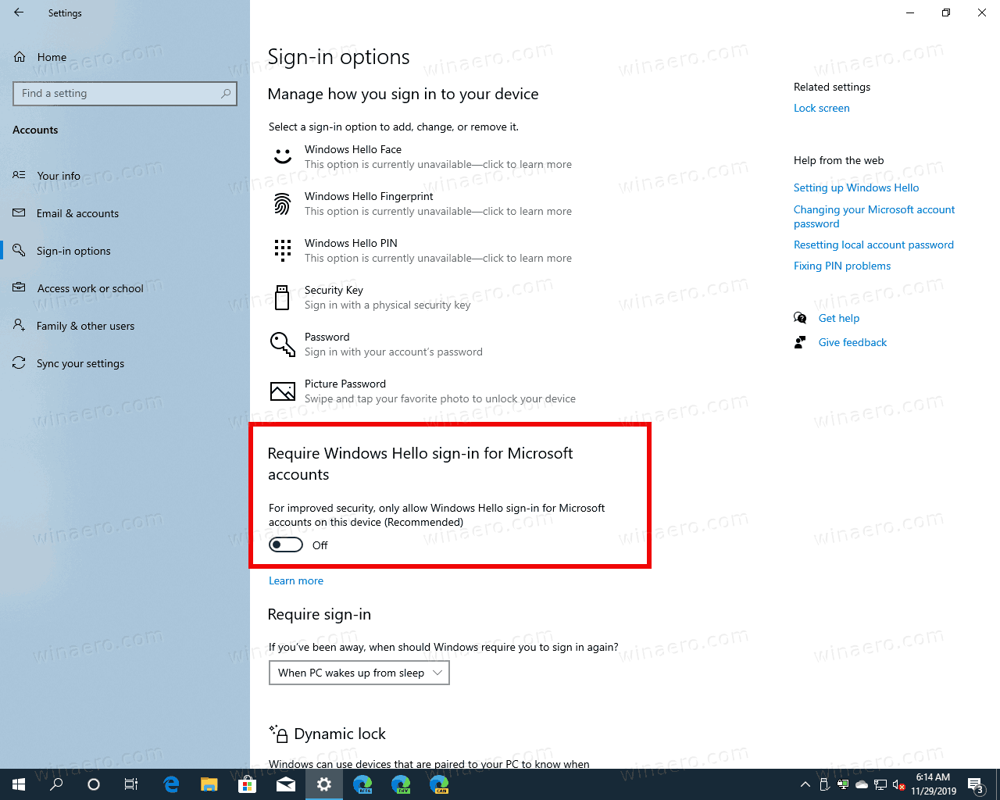 Settings
Home
Find a setting
Accounts
Your info
Email & accounts
Sign-in options
Access work or school
Family & other users
Sync your settings
Sign-in options
Manage how you sign in to your device
Select a sign-in option to add, change, or remove it.
Windows Hello Face
This option is currently unavailable—click to learn more
Windows Hello Fingerprint
This option is currently unavailable—click to learn more
Windows Hello PIN
This option is currently unavailable—click to learn more
Security Key
Sign in with a physical security key
Password
Sign in with your account's password
Picture Password
Swipe and tap your favorite photo to unlock your device
Require Windows Hello sign-in for Microsoft
accounts
For improved security, only allow Windows Hello sign-in for Microsoft
accounts on this device (Recommended)
Off
Learn more
Require sign-in
If you've been away, when should Windows require you to sign in again?
When PC wakes up from sleep
Dynamic lock
Windows can use devices that are paired to your PC to know when
Related settings
Lock screen
Help from the web
Setting up Windows Hello
Changing your Microsoft account
password
Resetting local account password
Fixing PIN problems
Get help
Give feedback
winaero.com
BETA
DEV
CAN
6:14 AM
11/29/2019
3